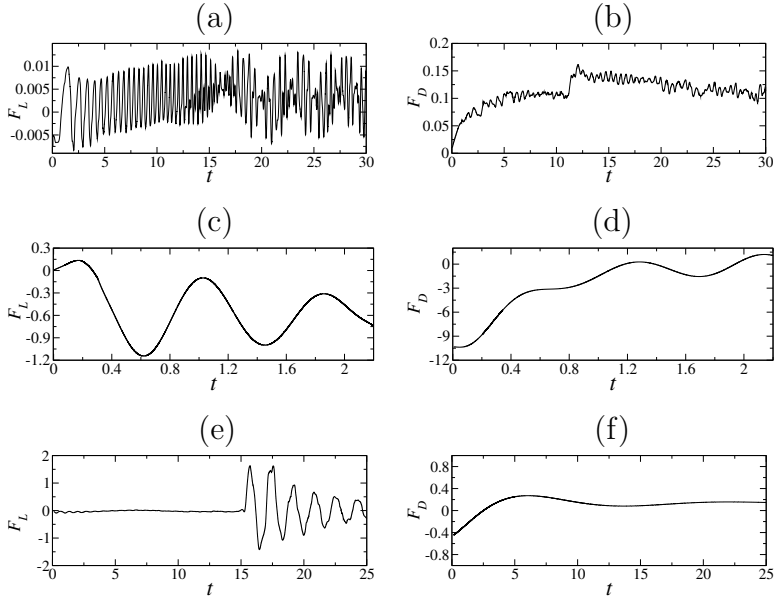 (a)
F_L
0.01
0.005
0
-0.005
0 5 10 15 20 25 30
t
(b)
F_D
0.2
0.15
0.1
0.05
0
0 5 10 15 20 25 30
t
(c)
F_L
0.3
0
-0.3
-0.6
-0.9
-1.2
0 0.4 0.8 1.2 1.6 2
t
(d)
F_D
0
-3
-6
-9
-12
0 0.4 0.8 1.2 1.6 2
t
(e)
F_L
2
1
0
-1
-2
0 5 10 15 20 25
t
(f)
F_D
0.8
0.4
0
-0.4
-0.8
0 5 10 15 20 25
t